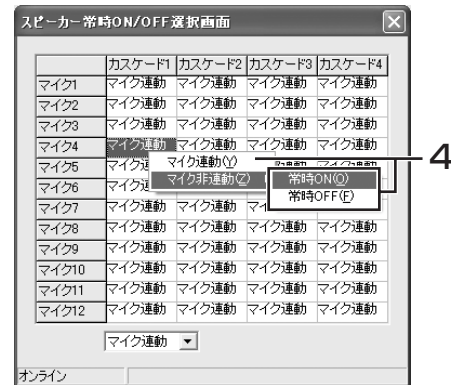 スピーカー常時ON/OFF選択画面
カスケード1 カスケード2 カスケード3 カスケード4
マイク1 マイク連動 マイク連動 マイク連動 マイク連動
マイク2 マイク連動 マイク連動 マイク連動 マイク連動
マイク3 マイク連動 マイク連動 マイク連動 マイク連動
マイク4 マイク連動 マイク連動 マイク連動 マイク連動
マイク5 マイク連動(Y) 4
マイク6 マイク非連動(Z) 常時ON(O)
マイク7 マイク連動 マイク連動 常時OFF(F)
マイク8 マイク連動 マイク連動 マイク連動 マイク連動
マイク9 マイク連動 マイク連動 マイク連動 マイク連動
マイク10 マイク連動 マイク連動 マイク連動 マイク連動
マイク11 マイク連動 マイク連動 マイク連動 マイク連動
マイク12 マイク連動 マイク連動 マイク連動 マイク連動
マイク連動
オンライン